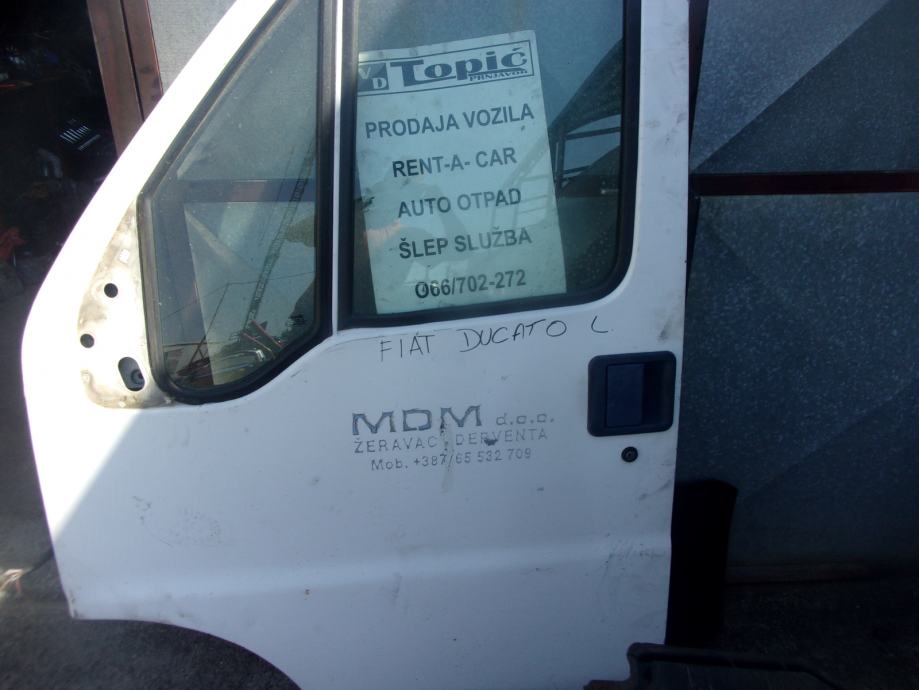 VD Topić
PRNJAVOR
PRODAJA VOZILA
RENT-A- CAR
AUTO OTPAD
ŠLEP SLUŽBA
066/702-272
FIAT DUCATO L.
MDM d.o.o.
ŽERAVAC DERVENTA
Mob. +387/65 532 709